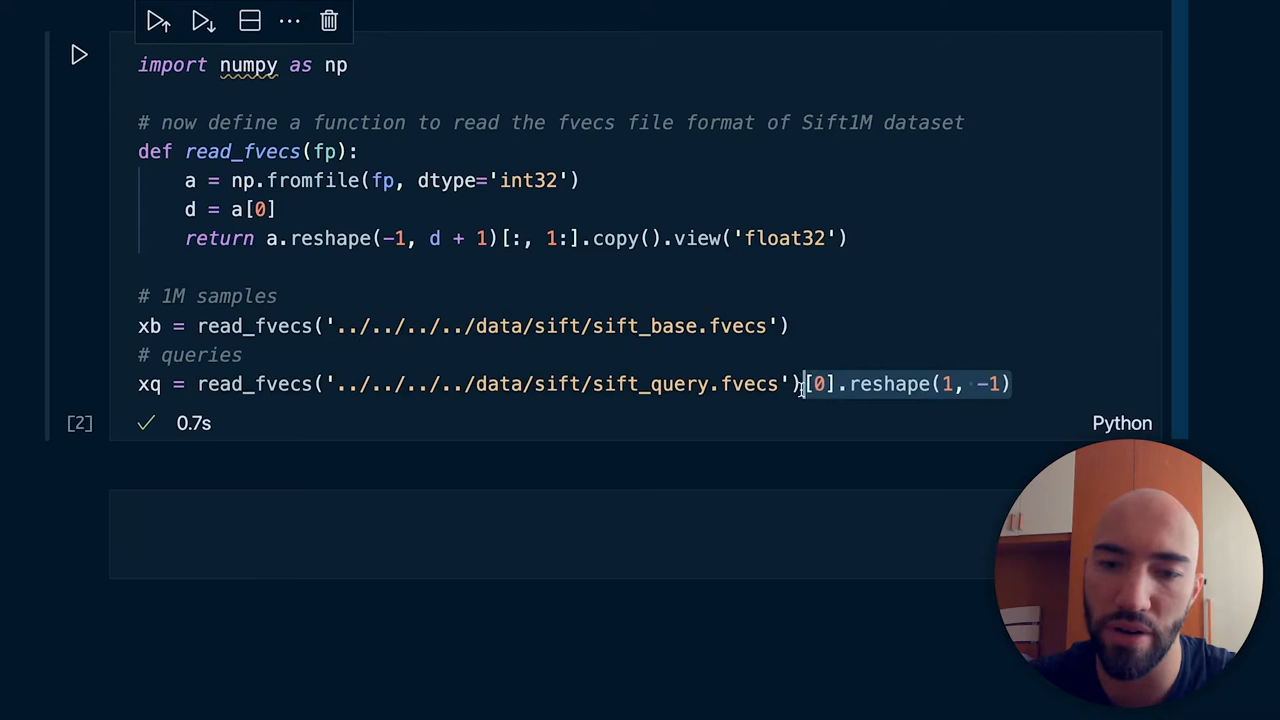 import numpy as np
# now define a function to read the fvecs file format of Sift1M dataset
def read_fvecs(fp):
    a = np.fromfile(fp, dtype='int32')
    d = a[0]
    return a.reshape(-1, d + 1)[:, 1:].copy().view('float32')
# 1M samples
xb = read_fvecs('../../../../data/sift/sift_base.fvecs')
# queries
xq = read_fvecs('../../../../data/sift/sift_query.fvecs')[0].reshape(1, -1)
[2] 0.7s Python